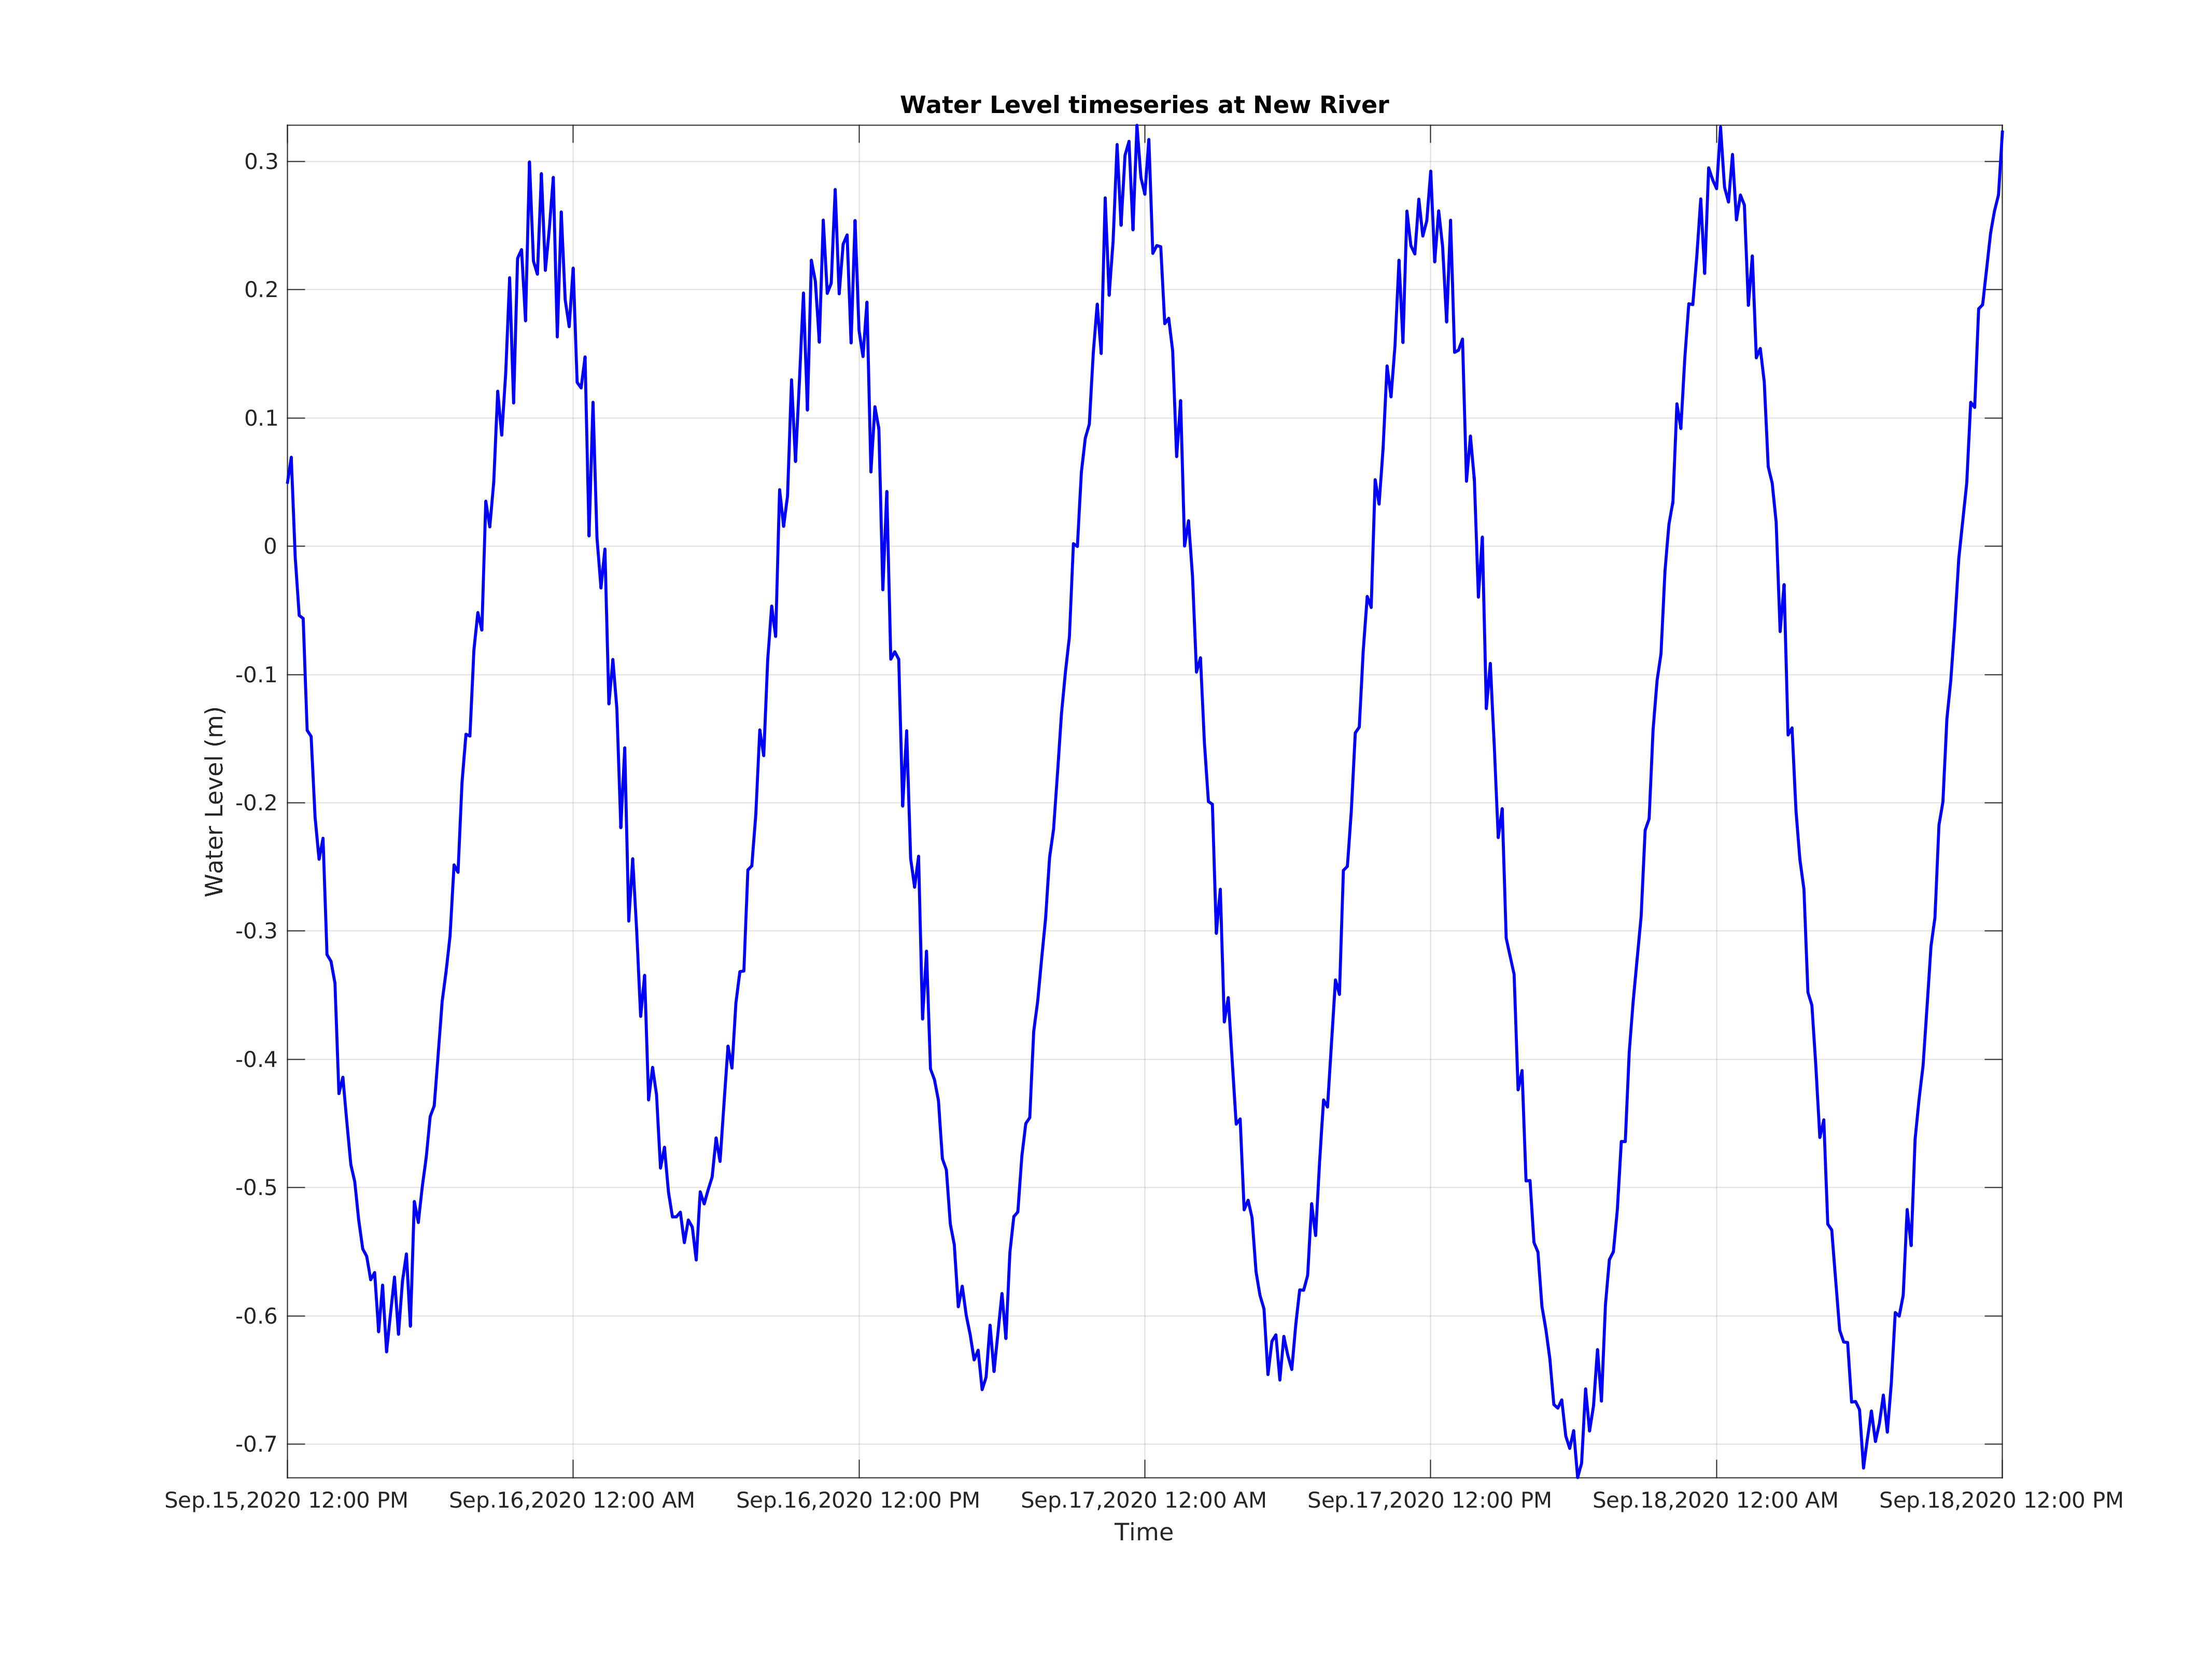 Water Level timeseries at New River
0.3
0.2
0.1
0
-0.1
-0.2
-0.3
-0.4
-0.5
-0.6
-0.7
Water Level (m)
Sep.15,2020 12:00 PM Sep.16,2020 12:00 AM Sep.16,2020 12:00 PM Sep.17,2020 12:00 AM Sep.17,2020 12:00 PM Sep.18,2020 12:00 AM Sep.18,2020 12:00 PM
Time